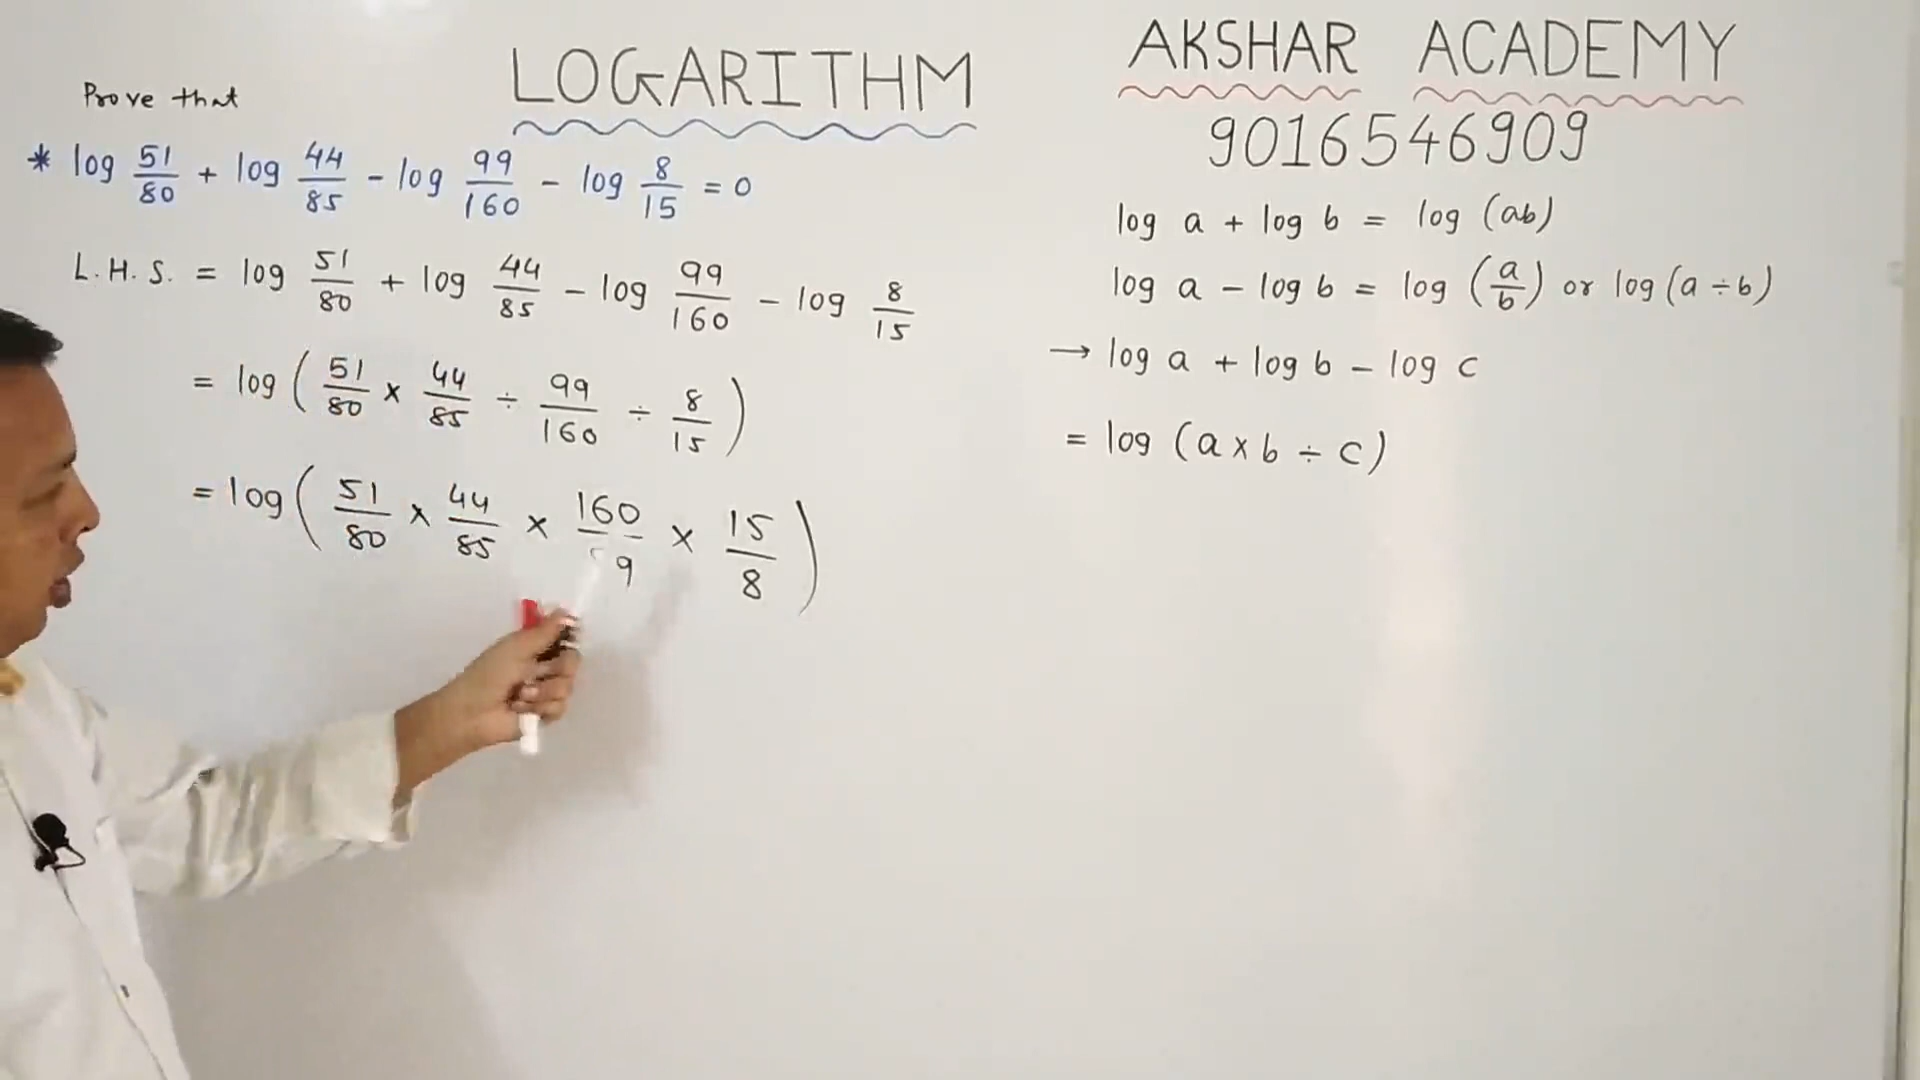 LOGARITHM
AKSHAR ACADEMY
9016546909
Prove that
* log 51/80 + log 44/85 - log 99/160 - log 8/15 = 0
L.H.S. = log 51/80 + log 44/85 - log 99/160 - log 8/15
= log ( 51/80 × 44/85 ÷ 99/160 ÷ 8/15 )
= log ( 51/80 × 44/85 × 160/99 × 15/8 )
log a + log b = log (ab)
log a - log b = log (a/b) or log (a ÷ b)
→ log a + log b - log c
= log (a × b ÷ c)